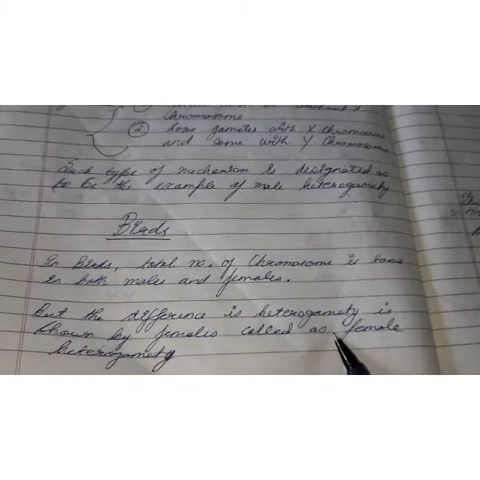 Chromosome
② Some gametes with X chromosome
and some with Y Chromosome
Such type of mechanism is designated as
to be the example of male heterogamety
Birds
In Birds, total no. of Chromosome is same
in both males and females.
But the difference is heterogamety is
shown by females called as female
heterogamety